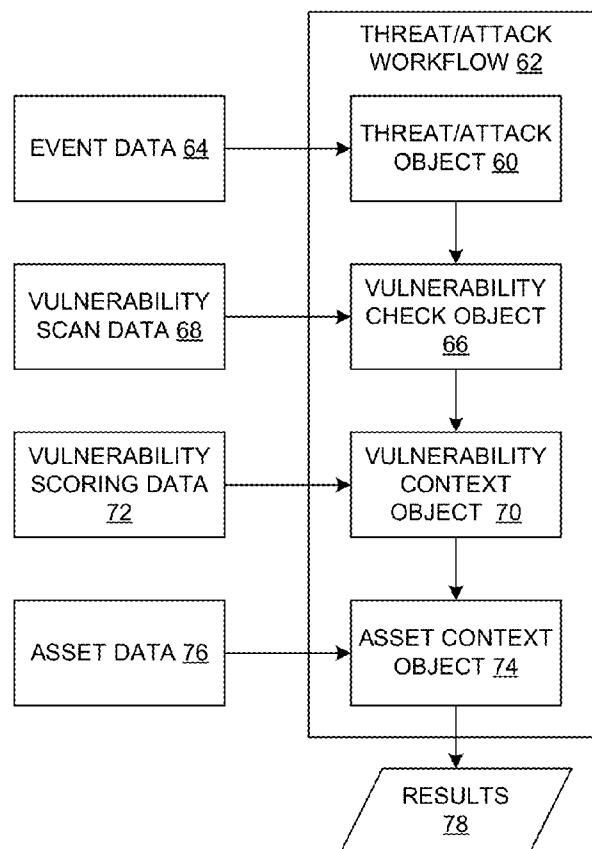 THREAT/ATTACK
WORKFLOW 62
EVENT DATA 64
THREAT/ATTACK
OBJECT 60
VULNERABILITY
SCAN DATA 68
VULNERABILITY
CHECK OBJECT
66
VULNERABILITY
SCORING DATA
72
VULNERABILITY
CONTEXT
OBJECT 70
ASSET DATA 76
ASSET CONTEXT
OBJECT 74
RESULTS
78